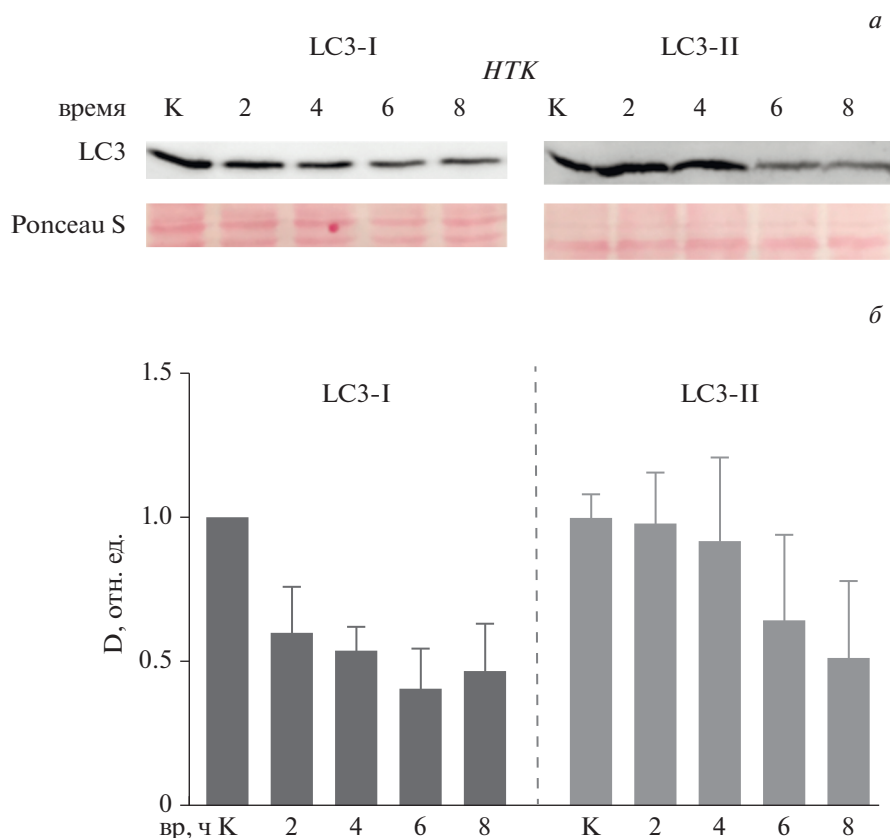 а
LC3-I LC3-II
HTK
время K 2 4 6 8 K 2 4 6 8
LC3
Ponceau S
б
1.5
LC3-I LC3-II
1.0
D, отн. ед.
0.5
0
вр, ч K 2 4 6 8 K 2 4 6 8